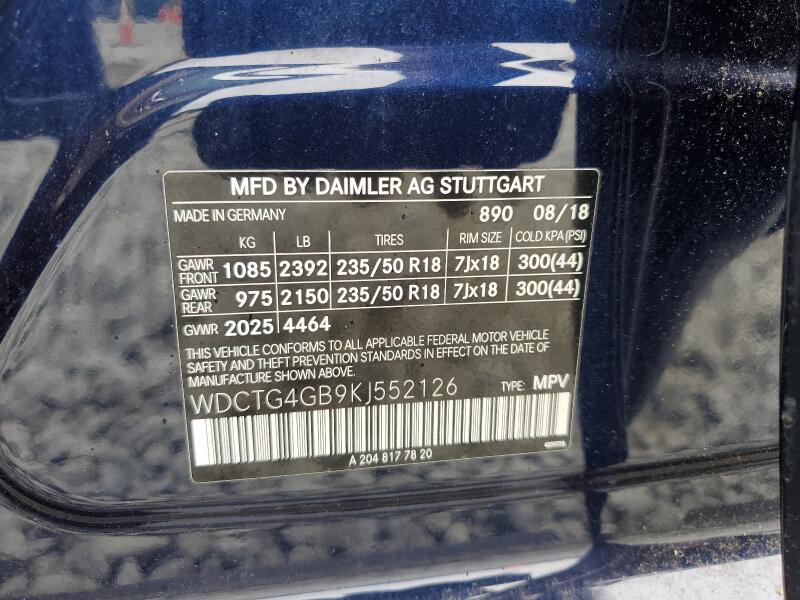 MFD BY DAIMLER AG STUTTGART
MADE IN GERMANY 890 08/18
KG LB TIRES RIM SIZE COLD KPA (PSI)
GAWR FRONT 1085 2392 235/50 R18 7Jx18 300(44)
GAWR REAR 975 2150 235/50 R18 7Jx18 300(44)
GVWR 2025 4464
THIS VEHICLE CONFORMS TO ALL APPLICABLE FEDERAL MOTOR VEHICLE
SAFETY AND THEFT PREVENTION STANDARDS IN EFFECT ON THE DATE OF
MANUFACTURE SHOWN ABOVE.
WDCTG4GB9KJ552126 TYPE: MPV
A 204 817 78 20